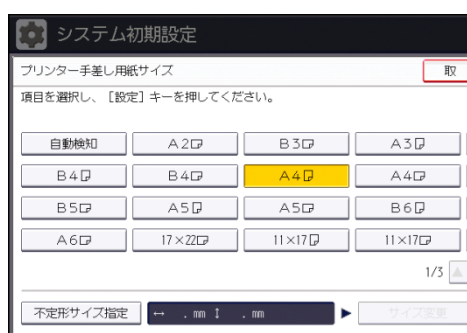 システム初期設定
プリンター手差し用紙サイズ
取
項目を選択し、［設定］キーを押してください。
自動検知 A2 B3 A3
B4 B4 A4 A4
B5 A5 A5 B6
A6 17×22 11×17 11×17
1/3
不定形サイズ指定 ↔ . mm ↕ . mm ▶ サイズ変更